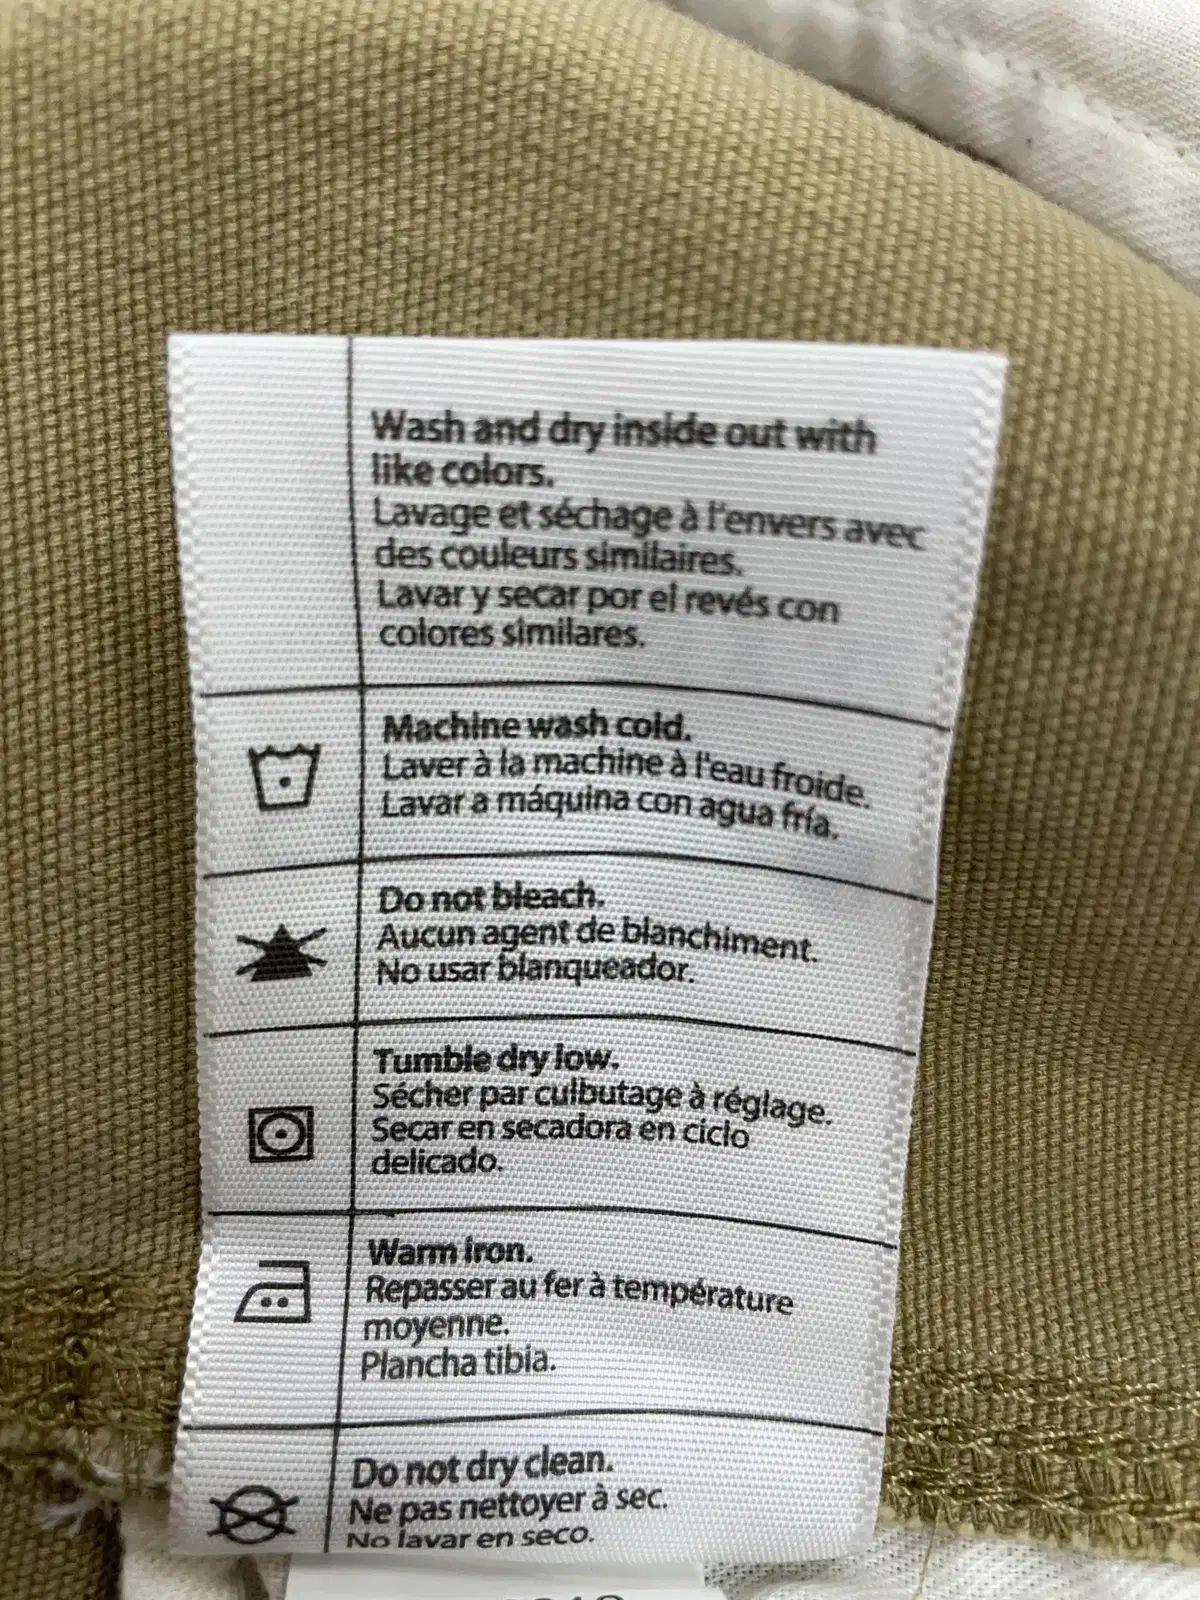 Wash and dry inside out with
like colors.
Lavage et séchage à l'envers avec
des couleurs similaires.
Lavar y secar por el revés con
colores similares.
Machine wash cold.
Laver à la machine à l'eau froide.
Lavar a máquina con agua fría.
Do not bleach.
Aucun agent de blanchiment.
No usar blanqueador.
Tumble dry low.
Sécher par culbutage à réglage.
Secar en secadora en ciclo
delicado.
Warm iron.
Repasser au fer à température
moyenne.
Plancha tibia.
Do not dry clean.
Ne pas nettoyer à sec.
No lavar en seco.